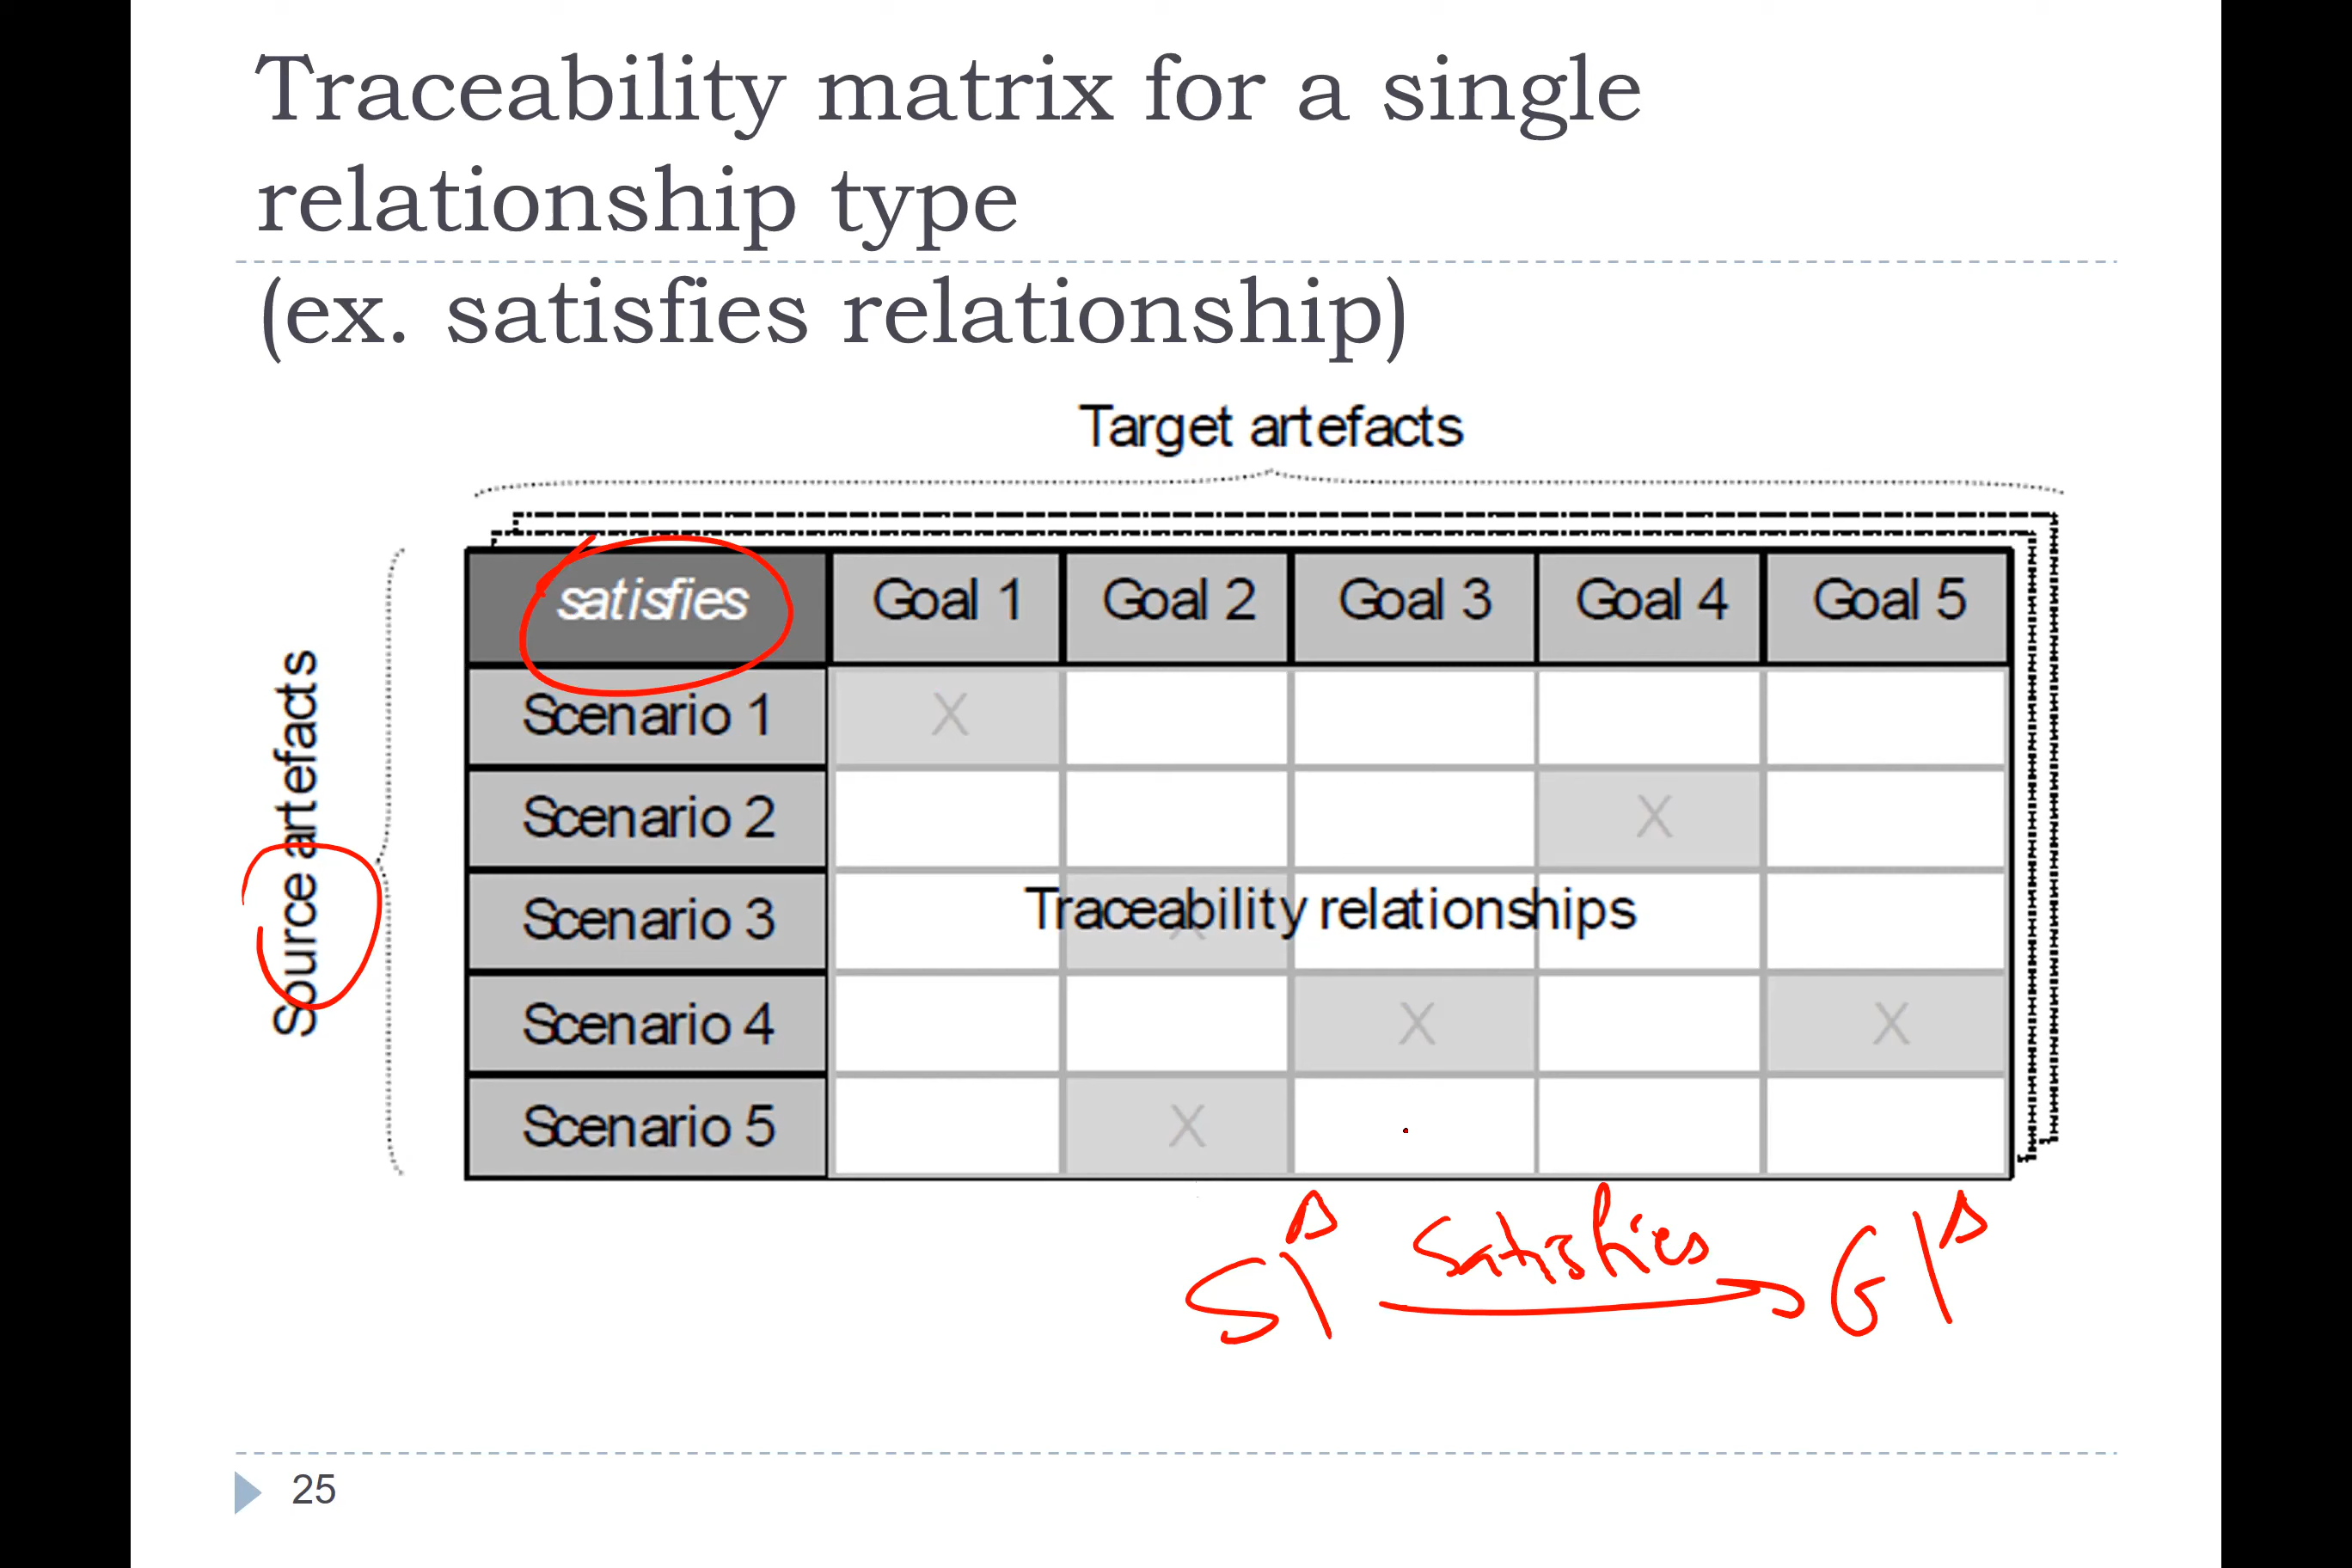 Traceability matrix for a single
relationship type
(ex. satisfies relationship)
Target artefacts
Source artefacts
satisfies Goal 1 Goal 2 Goal 3 Goal 4 Goal 5
Scenario 1 X
Scenario 2 X
Scenario 3 X
Traceability relationships
Scenario 4 X X
Scenario 5 X
S1 Satisfies G1
25